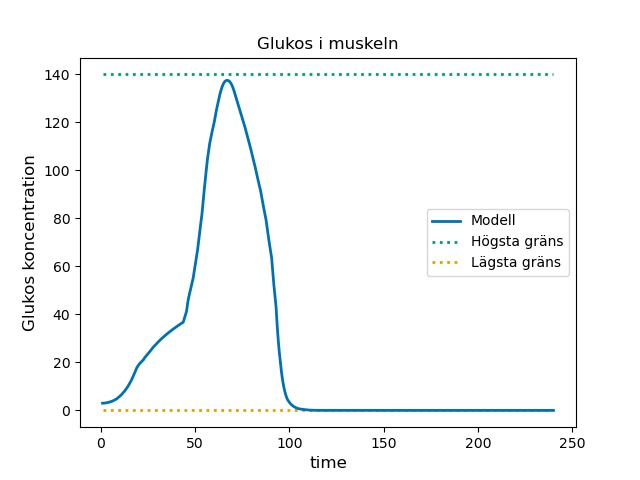 Glukos i muskeln
Glukos koncentration
140
120
100
80
60
40
20
0
Modell
Högsta gräns
Lägsta gräns
0 50 100 150 200 250
time